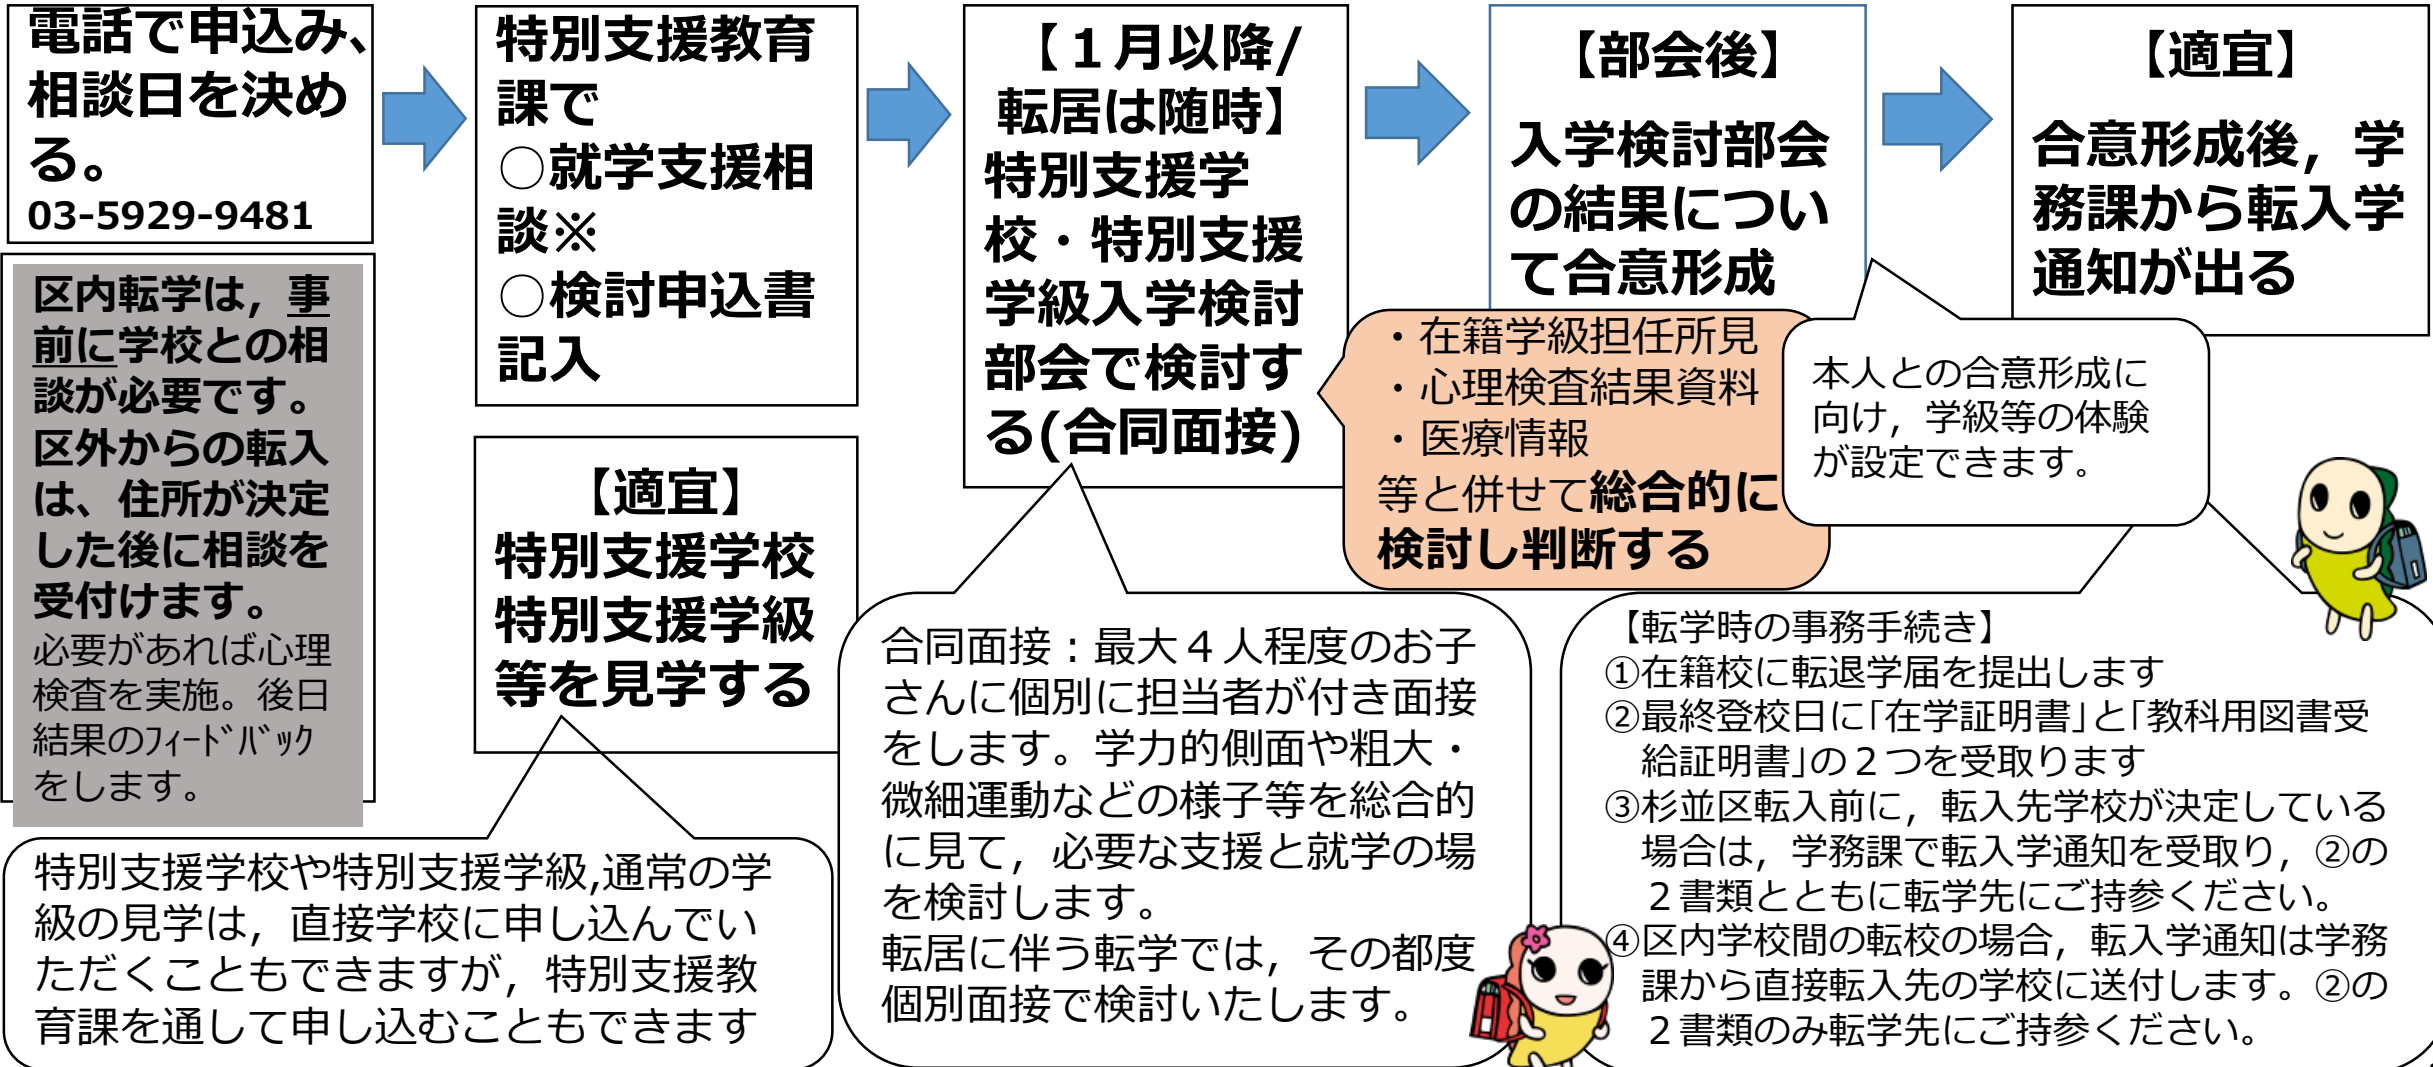 電話で申込み、
相談日を決め
る。
03-5929-9481
区内転学は，事
前に学校との相
談が必要です。
区外からの転入
は、住所が決定
した後に相談を
受付けます。
必要があれば心理
検査を実施。後日
結果のﾌｨｰﾄﾞﾊﾞｯｸ
をします。
特別支援教育
課で
○就学支援相
談※
○検討申込書
記入
【適宜】
特別支援学校
特別支援学級
等を見学する
特別支援学校や特別支援学級,通常の学
級の見学は，直接学校に申し込んでい
ただくこともできますが，特別支援教
育課を通して申し込むこともできます
【１月以降/
転居は随時】
特別支援学
校・特別支援
学級入学検討
部会で検討す
る(合同面接)
合同面接：最大４人程度のお子
さんに個別に担当者が付き面接
をします。学力的側面や粗大・
微細運動などの様子等を総合的
に見て，必要な支援と就学の場
を検討します。
転居に伴う転学では，その都度
個別面接で検討いたします。
【部会後】
入学検討部会
の結果につい
て合意形成
・在籍学級担任所見
・心理検査結果資料
・医療情報
等と併せて総合的に
検討し判断する
本人との合意形成に
向け，学級等の体験
が設定できます。
【適宜】
合意形成後，学
務課から転入学
通知が出る
【転学時の事務手続き】
①在籍校に転退学届を提出します
②最終登校日に｢在学証明書｣と｢教科用図書受
給証明書｣の２つを受取ります
③杉並区転入前に，転入先学校が決定している
場合は，学務課で転入学通知を受取り，②の
２書類とともに転学先にご持参ください。
④区内学校間の転校の場合，転入学通知は学務
課から直接転入先の学校に送付します。②の
２書類のみ転学先にご持参ください。